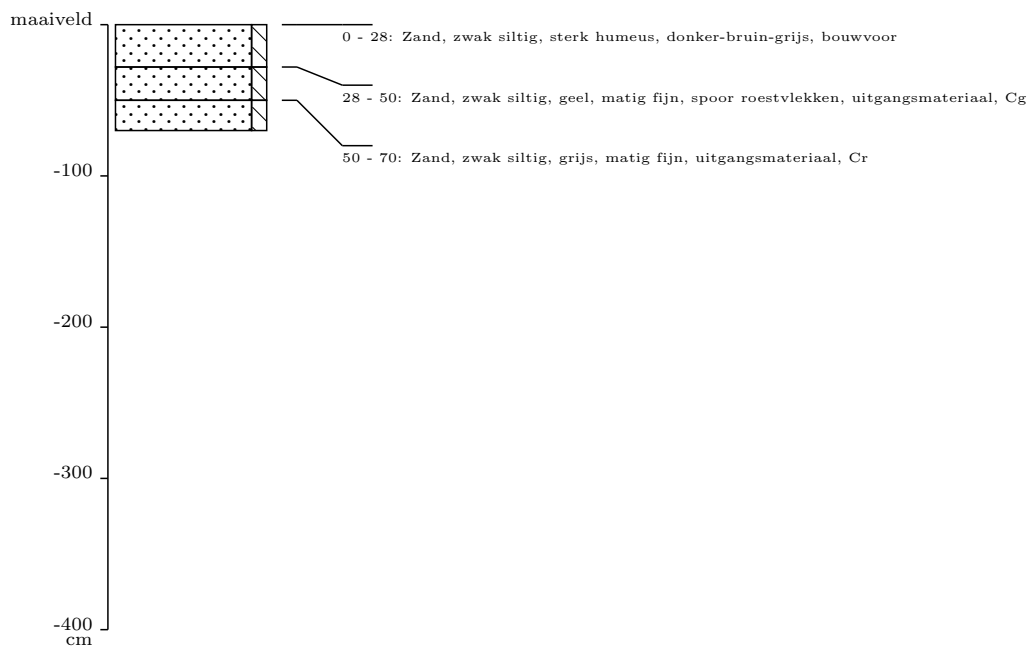 maaiveld
0 - 28: Zand, zwak siltig, sterk humeus, donker-bruin-grijs, bouwvoor
28 - 50: Zand, zwak siltig, geel, matig fijn, spoor roestvlekken, uitgangsmateriaal, Cg
50 - 70: Zand, zwak siltig, grijs, matig fijn, uitgangsmateriaal, Cr
-100
-200
-300
-400
cm